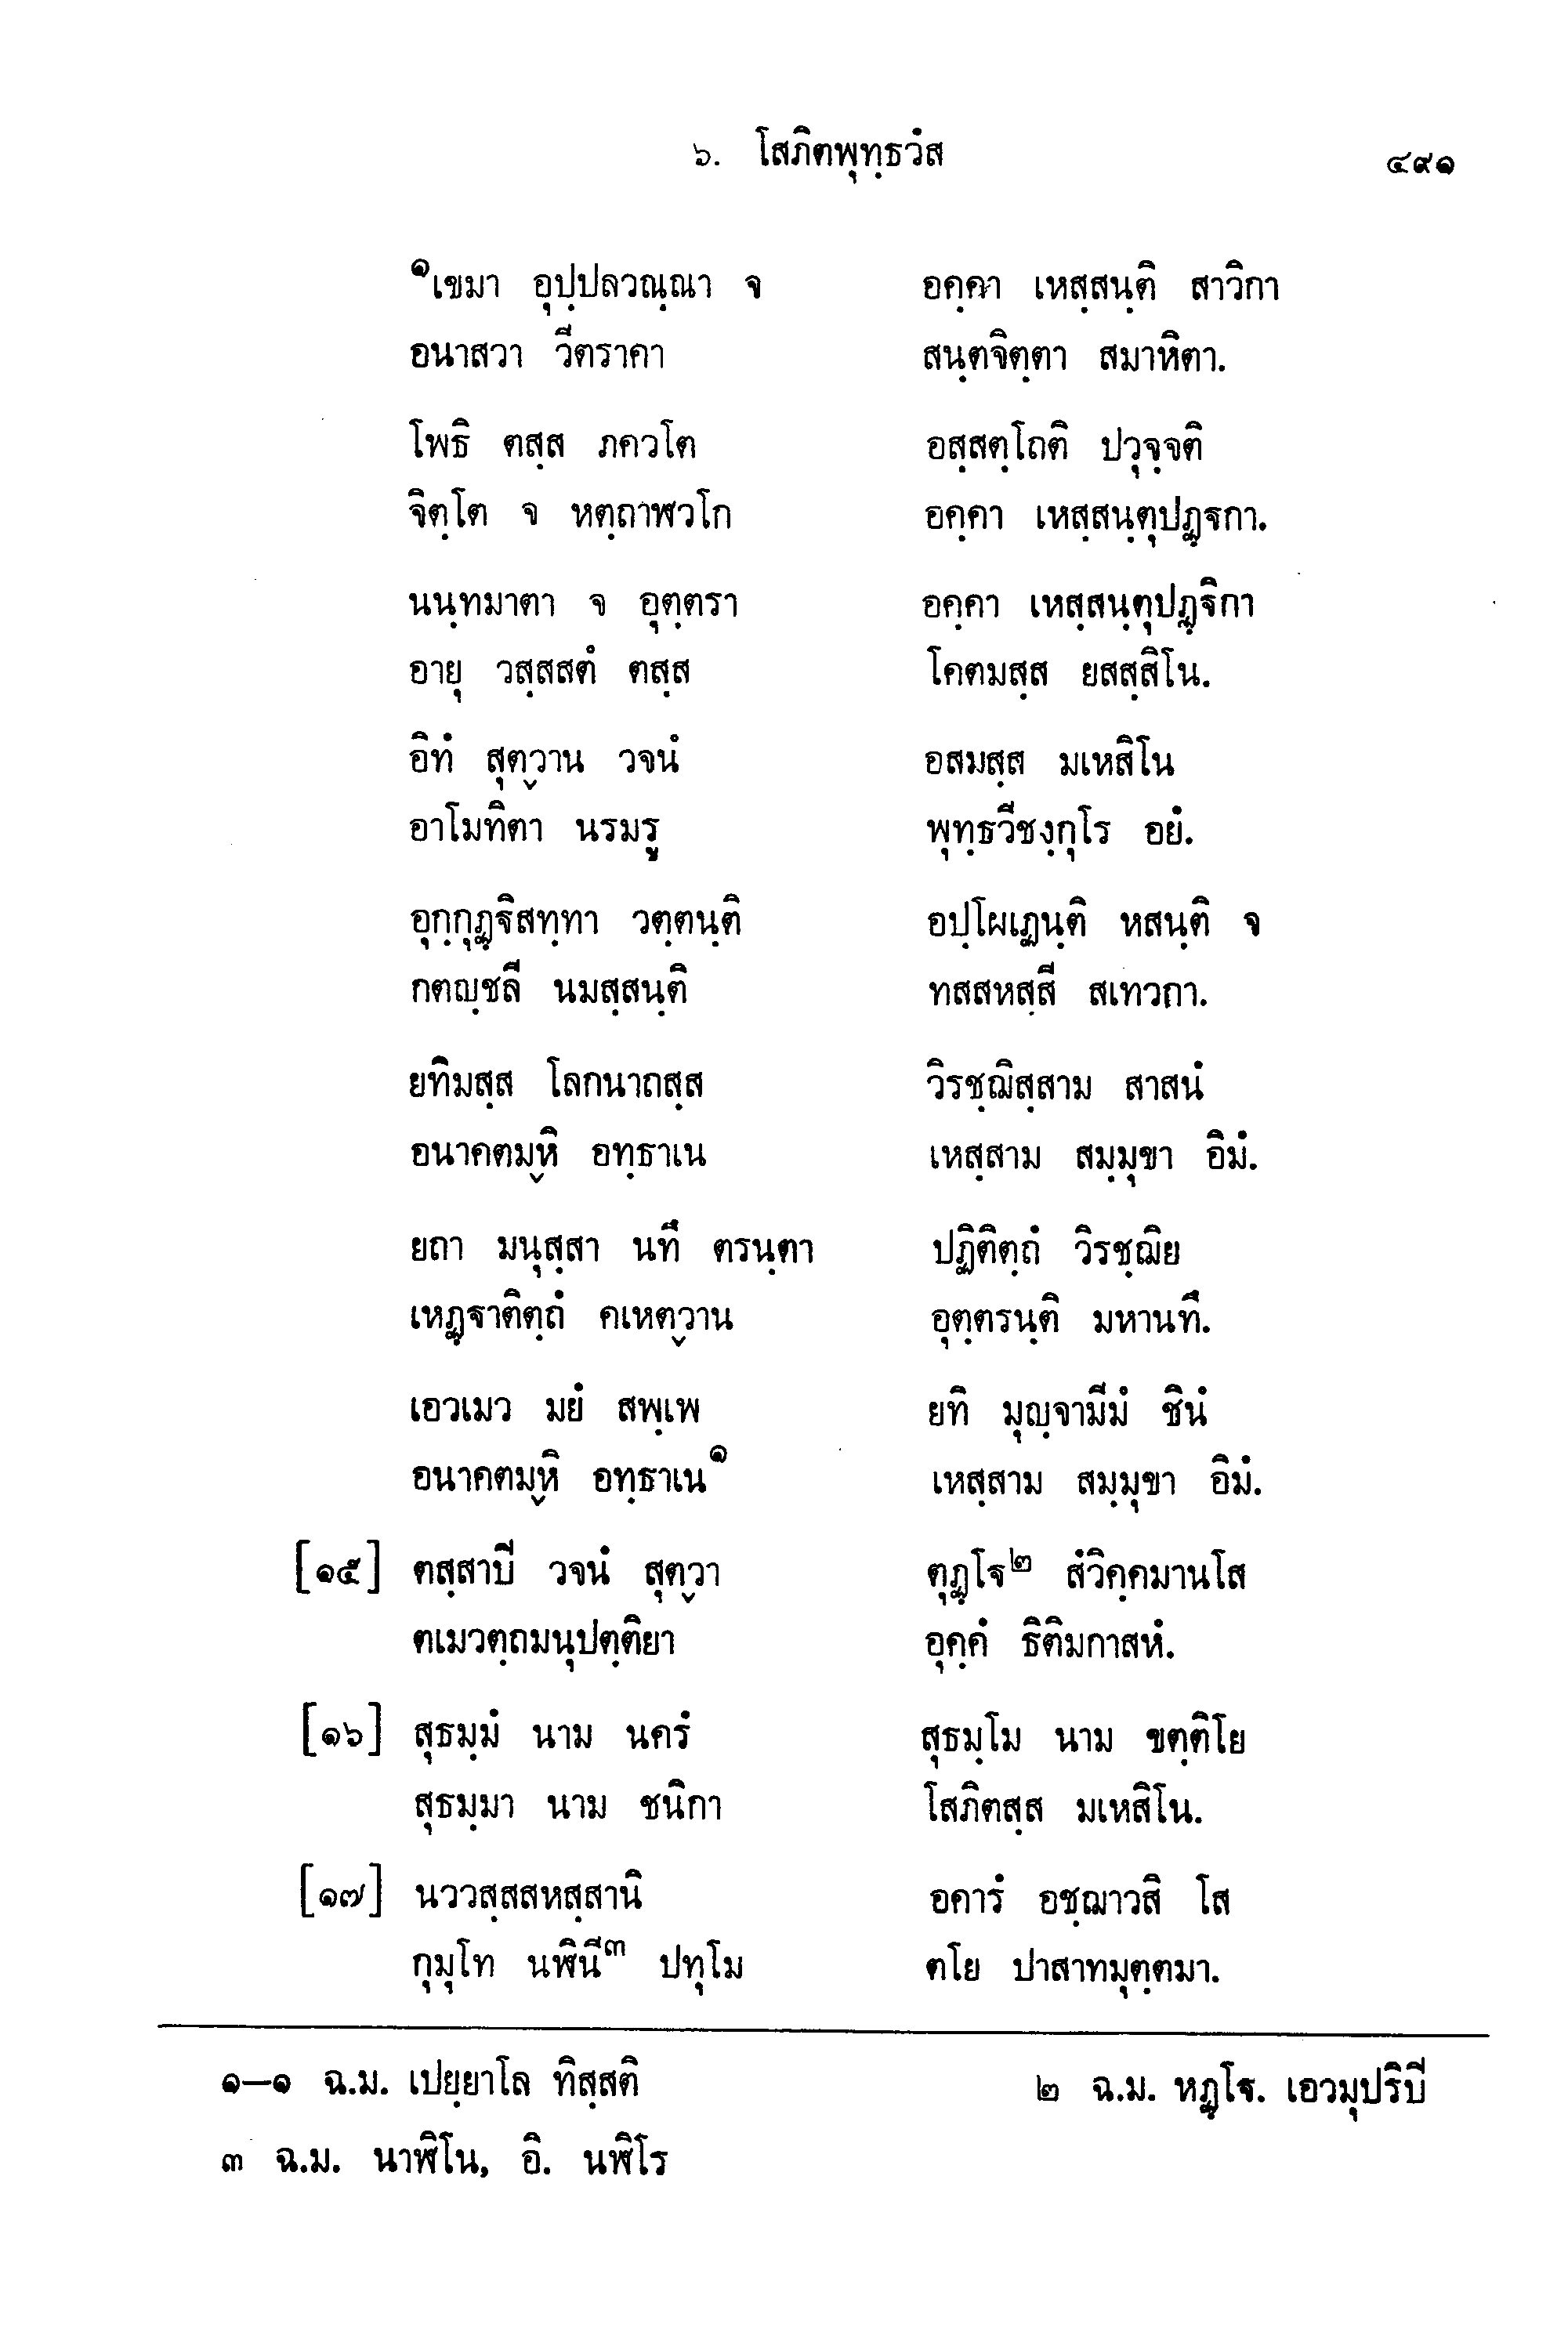 ๖. โสภิตพุทฺธวํส ๔๙๑
๑เขมา อุปฺปลวณฺณา จ อคฺคา เหสฺสนฺติ สาวิกา
อนาสวา วีตราคา สนฺตจิตฺตา สมาหิตา.
โพธิ ตสฺส ภควโต อสฺสตฺโถติ ปวุจฺจติ
จิตฺโต จ หตฺถาฬวโก อคฺคา เหสฺสนฺตุปฏฺฐกา.
นนฺทมาตา จ อุตฺตรา อคฺคา เหสฺสนฺตุปฏฺฐิกา
อายุ วสฺสสตํ ตสฺส โคตมสฺส ยสสฺสิโน.
อิทํ สุตฺวาน วจนํ อสมสฺส มเหสิโน
อาโมทิตา นรมรู พุทฺธวีชงฺกุโร อยํ.
อุกฺกุฏฺฐิสทฺทา วตฺตนฺติ อปฺโผเฏนฺติ หสนฺติ จ
กตญฺชลี นมสฺสนฺติ ทสสหสฺสี สเทวกา.
ยทิมสฺส โลกนาถสฺส วิรชฺฌิสฺสาม สาสนํ
อนาคตมฺหิ อทฺธาเน เหสฺสาม สมฺมุขา อิมํ.
ยถา มนุสฺสา นทึ ตรนฺตา ปฏิติตฺถํ วิรชฺฌิย
เหฏฺฐาติตฺถํ คเหตฺวาน อุตฺตรนฺติ มหานทึ.
เอวเมว มยํ สพฺเพ ยทิ มุญฺจามิมํ ชินํ
อนาคตมฺหิ อทฺธาเน๑ เหสฺสาม สมฺมุขา อิมํ.
[๑๕] ตสฺสาปี วจนํ สุตฺวา ตุฏฺโฐ๒ สํวิคฺคมานโส
ตเมวตฺถมนุปตฺติยา อุคฺคํ ธิติมกาสหํ.
[๑๖] สุธมฺมํ นาม นครํ สุธมฺโม นาม ขตฺติโย
สุธมฺมา นาม ชนิกา โสภิตสฺส มเหสิโน.
[๑๗] นววสฺสสหสฺสานิ อคารํ อชฺฌาวสิ โส
กุมุโท นฬินี๓ ปทุโม ตโย ปาสาทมุตฺตมา.
๑–๑ ฉ.ม. เปยฺยาโล ทิสฺสติ ๒ ฉ.ม. หฏฺโฐ. เอวมุปริปี
๓ ฉ.ม. นาฬิโน, อิ. นฬิโร